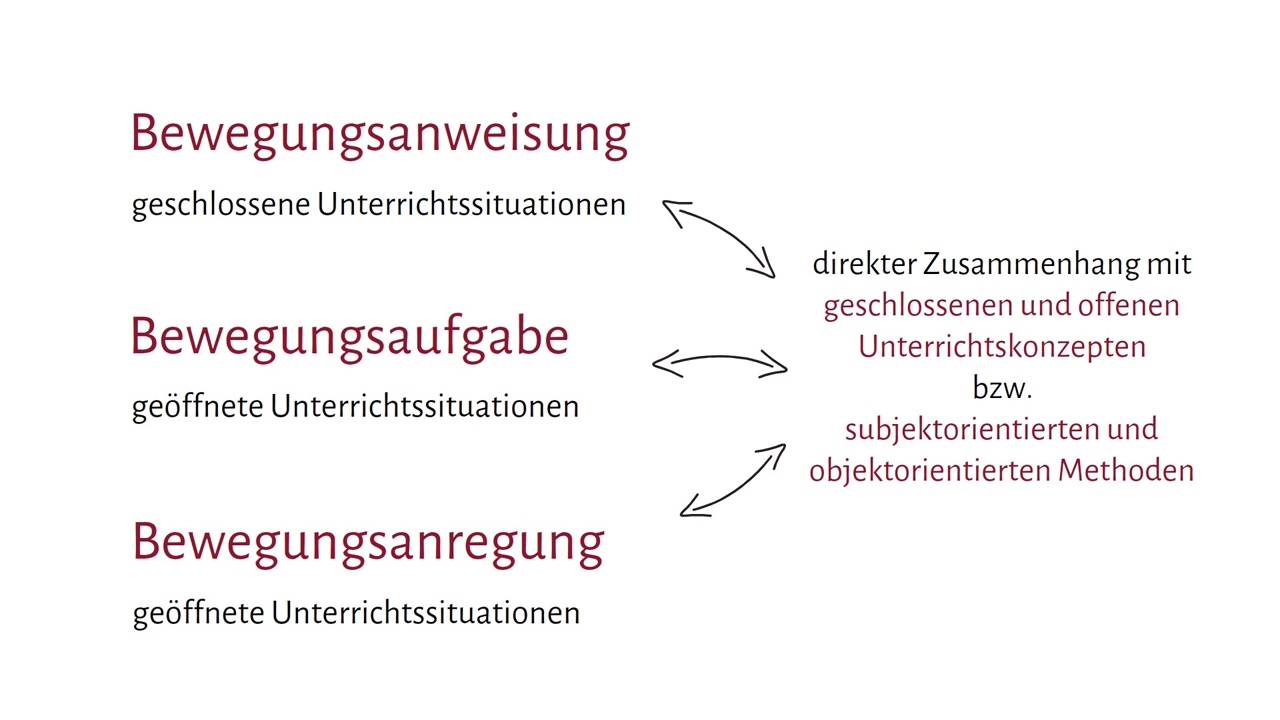 Bewegungsanweisung
geschlossene Unterrichtssituationen
Bewegungsaufgabe
geöffnete Unterrichtssituationen
Bewegungsanregung
geöffnete Unterrichtssituationen
direkter Zusammenhang mit
geschlossenen und offenen
Unterrichtskonzepten
bzw.
subjektorientierten und
objektorientierten Methoden